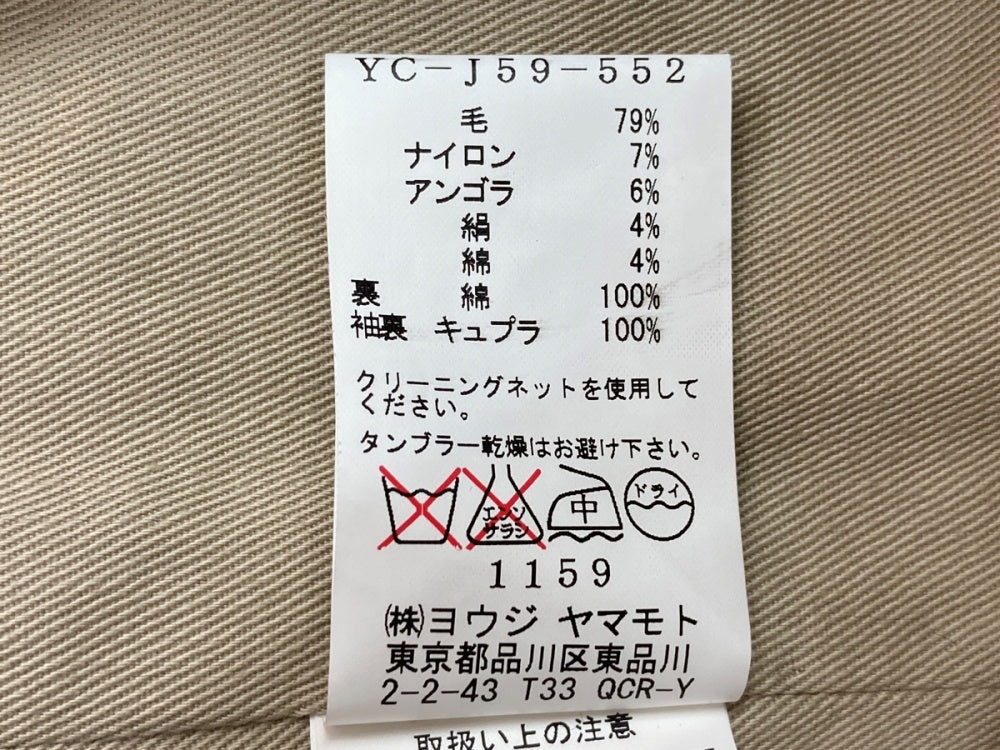 YC-J59-552
毛 79%
ナイロン 7%
アンゴラ 6%
絹 4%
綿 4%
裏 綿 100%
袖裏 キュプラ 100%
クリーニングネットを使用して
ください。
タンブラー乾燥はお避け下さい。
エンソ
サラシ
中
ドライ
1159
㈱ヨウジ ヤマモト
東京都品川区東品川
2-2-43 T33 QCR-Y
取扱い上の注意